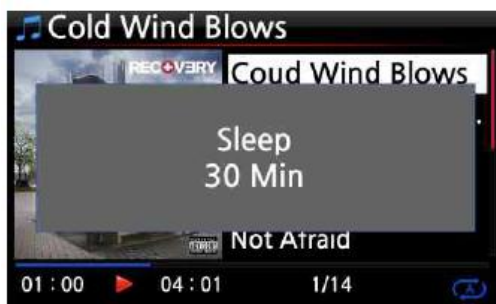 Cold Wind Blows
RECOVERY
Coud Wind Blows
Sleep
30 Min
Not Afraid
01:00
04:01
1/14